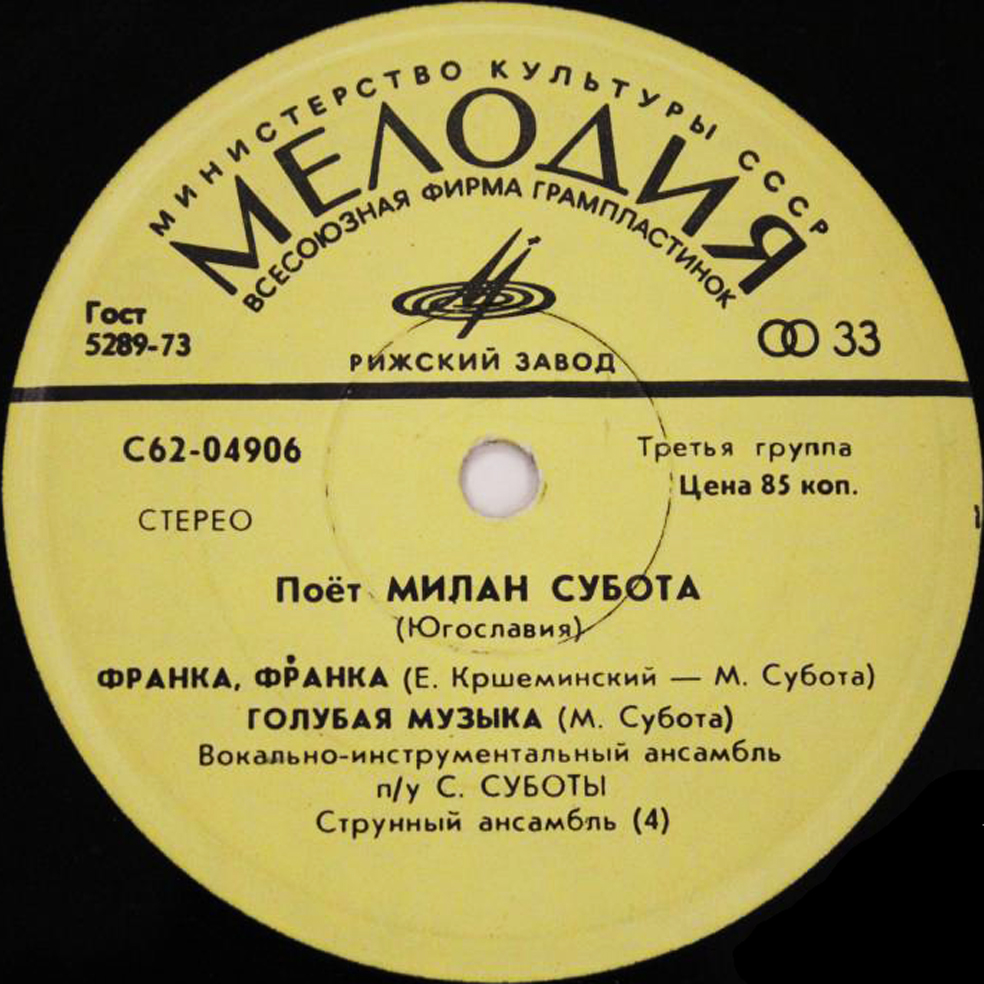 МИНИСТЕРСТВО КУЛЬТУРЫ СССР
МЕЛОДИЯ
ВСЕСОЮЗНАЯ ФИРМА ГРАМПЛАСТИНОК
Гост
5289-73
33
РИЖСКИЙ ЗАВОД
С62-04906
Третья группа
Цена 85 коп.
СТЕРЕО
Поёт МИЛАН СУБОТА
(Югославия)
ФРАНКА, ФРАНКА (Е. Кршеминский — М. Субота)
ГОЛУБАЯ МУЗЫКА (М. Субота)
Вокально-инструментальный ансамбль
п/у С. СУБОТЫ
Струнный ансамбль (4)